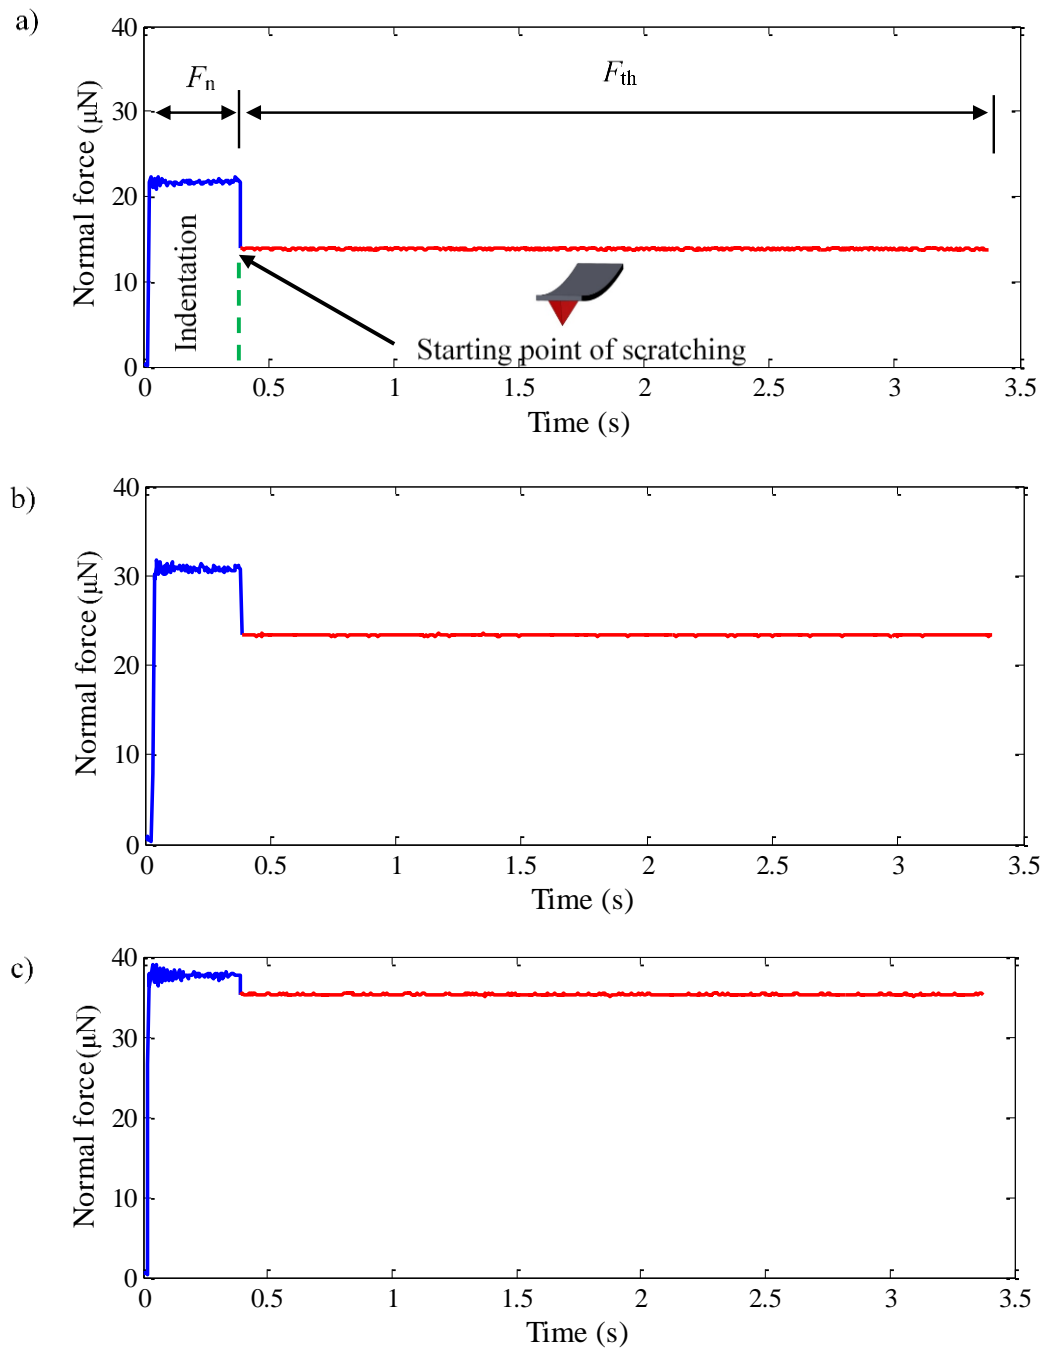 a)
40
30
20
10
0
Normal force (μN)
Fn
Fth
Indentation
Starting point of scratching
0 0.5 1 1.5 2 2.5 3 3.5
Time (s)
b)
40
30
20
10
0
Normal force (μN)
0 0.5 1 1.5 2 2.5 3 3.5
Time (s)
c)
40
30
20
10
0
Normal force (μN)
0 0.5 1 1.5 2 2.5 3 3.5
Time (s)